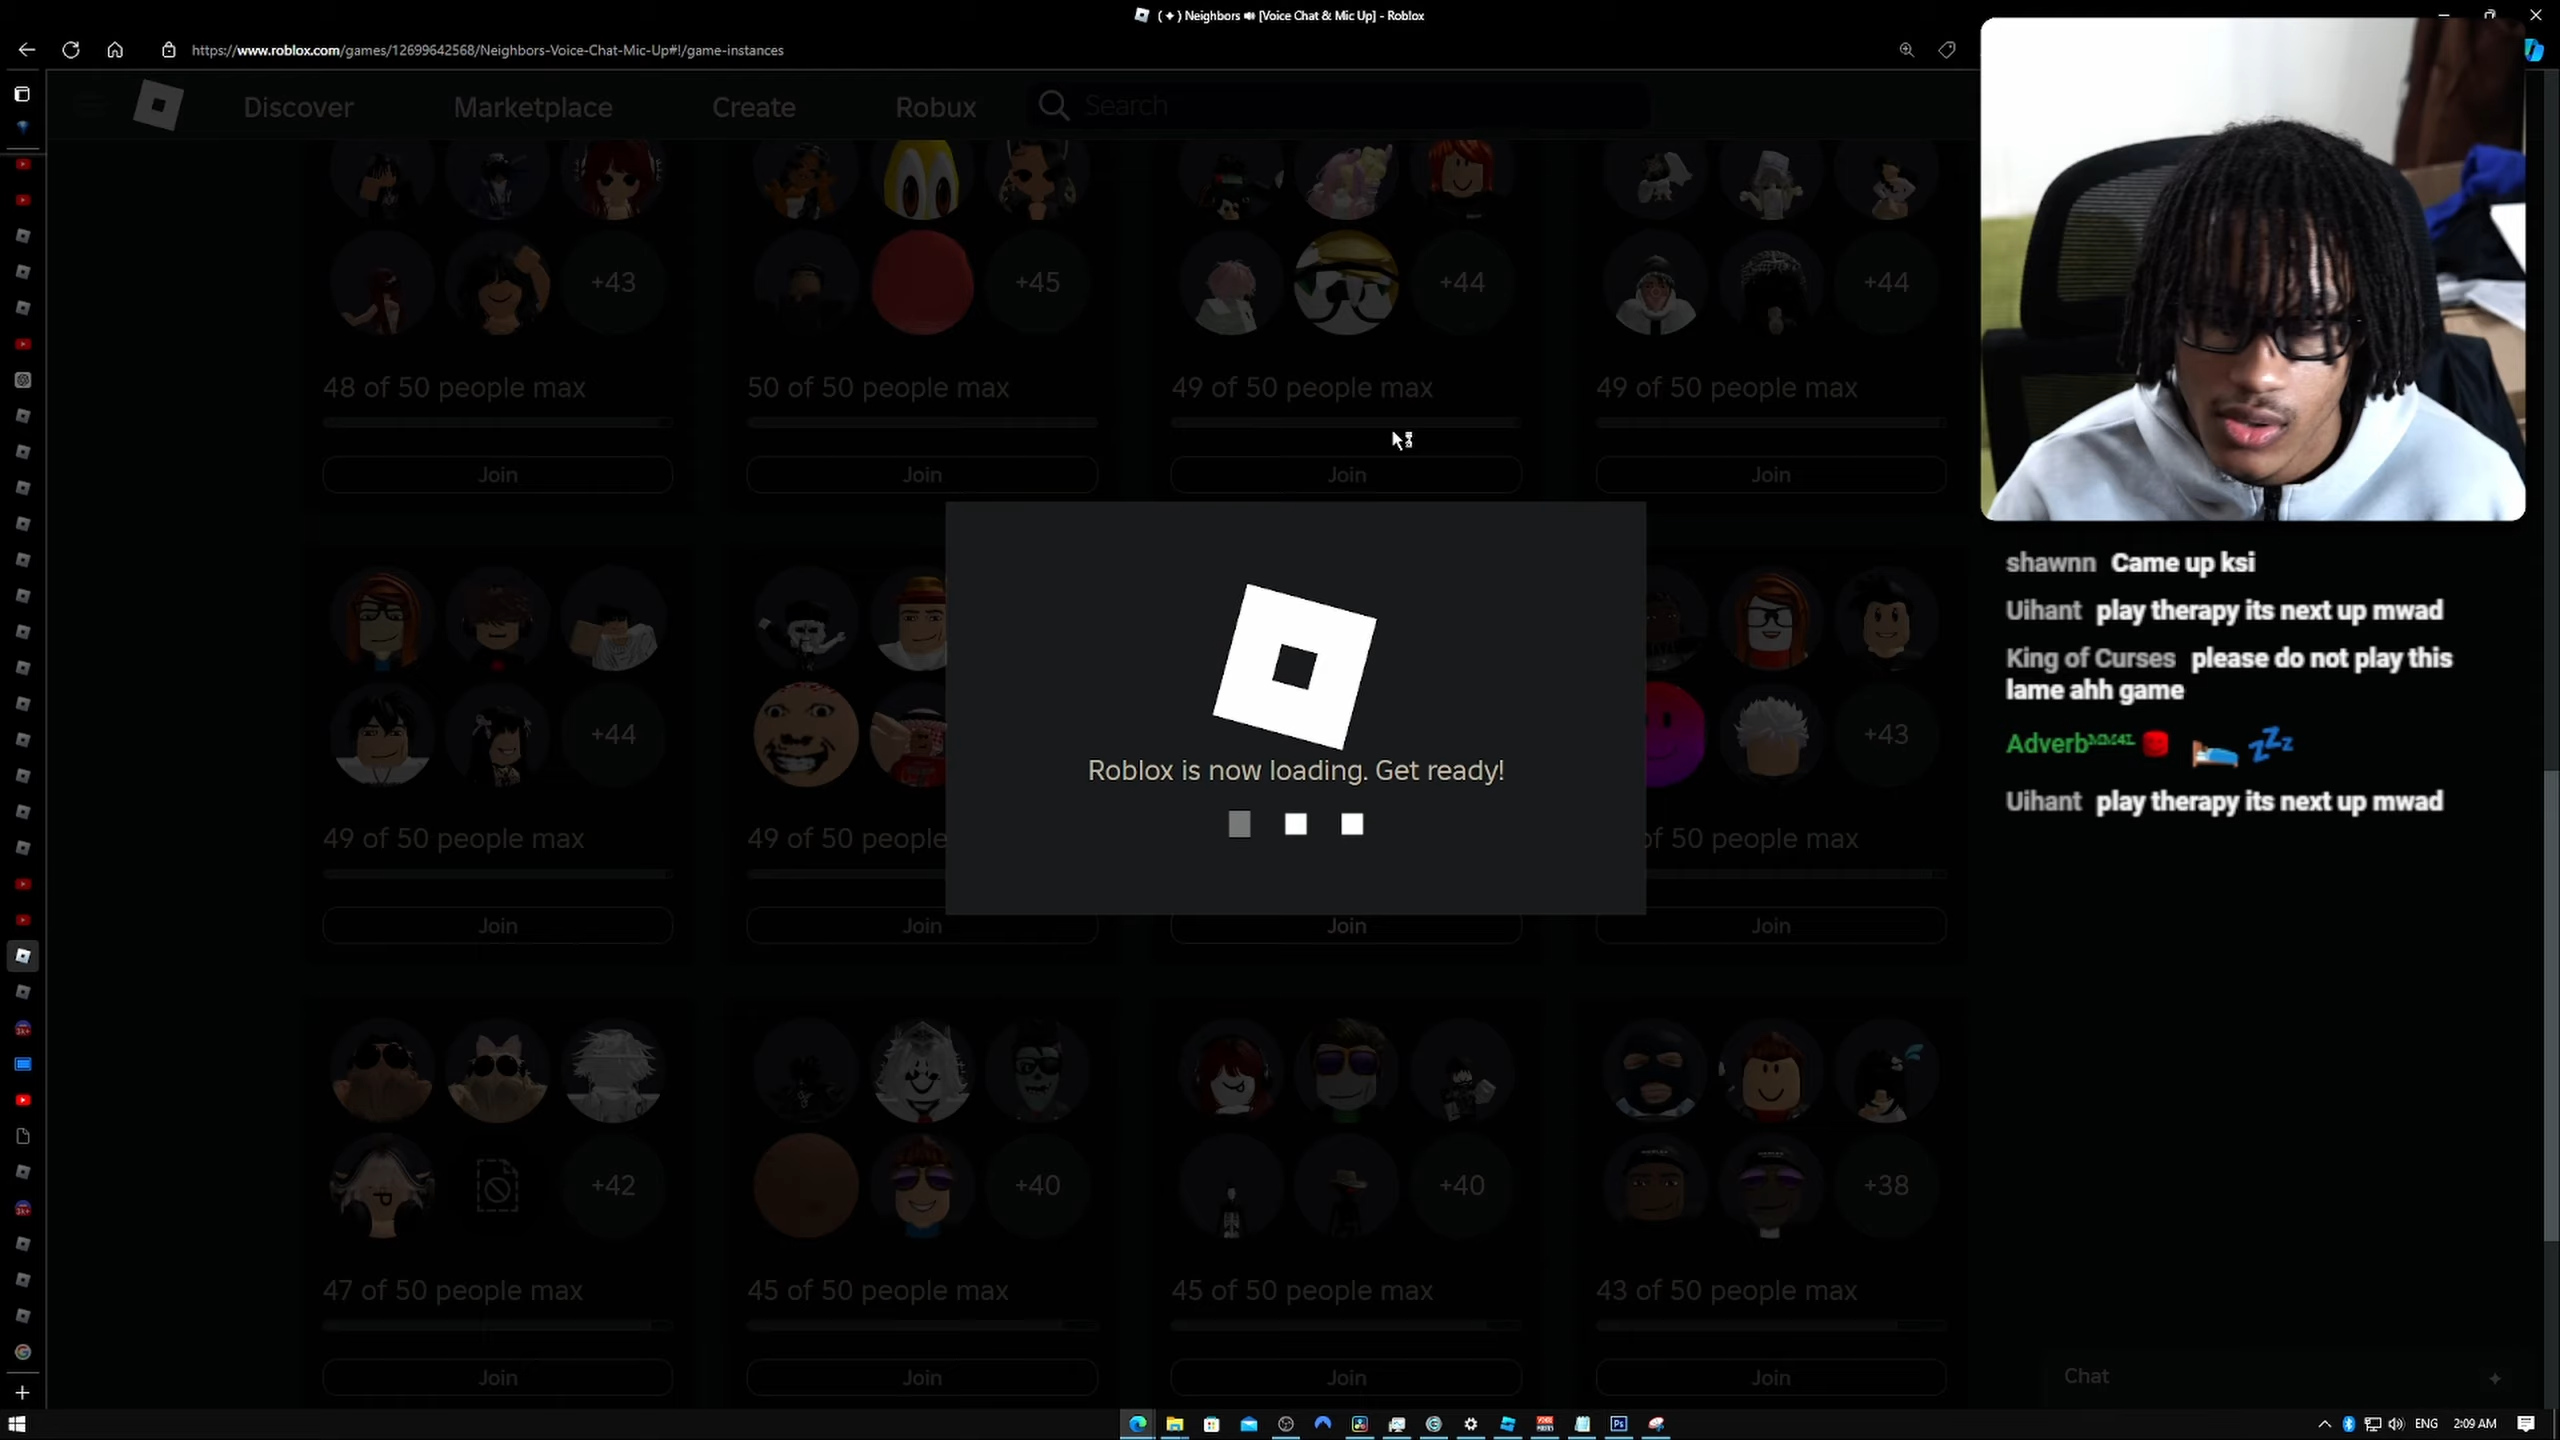 ( ✦ ) Neighbors 🔊 [Voice Chat & Mic Up] - Roblox
https://www.roblox.com/games/12699642568/Neighbors-Voice-Chat-Mic-Up#!/game-instances
Discover Marketplace Create Robux Search
+43 +45 +44 +44
48 of 50 people max 50 of 50 people max 49 of 50 people max 49 of 50 people max
Join Join Join Join
shawnn Came up ksi
Uihant play therapy its next up mwad
King of Curses please do not play this
lame ahh game
Adverb
Uihant play therapy its next up mwad
Roblox is now loading. Get ready!
+44 +43
49 of 50 people max 49 of 50 people of 50 people max
Join Join Join Join
+42 +40 +40 +38
47 of 50 people max 45 of 50 people max 45 of 50 people max 43 of 50 people max
Join Join Join Join
Chat
ENG 2:09 AM